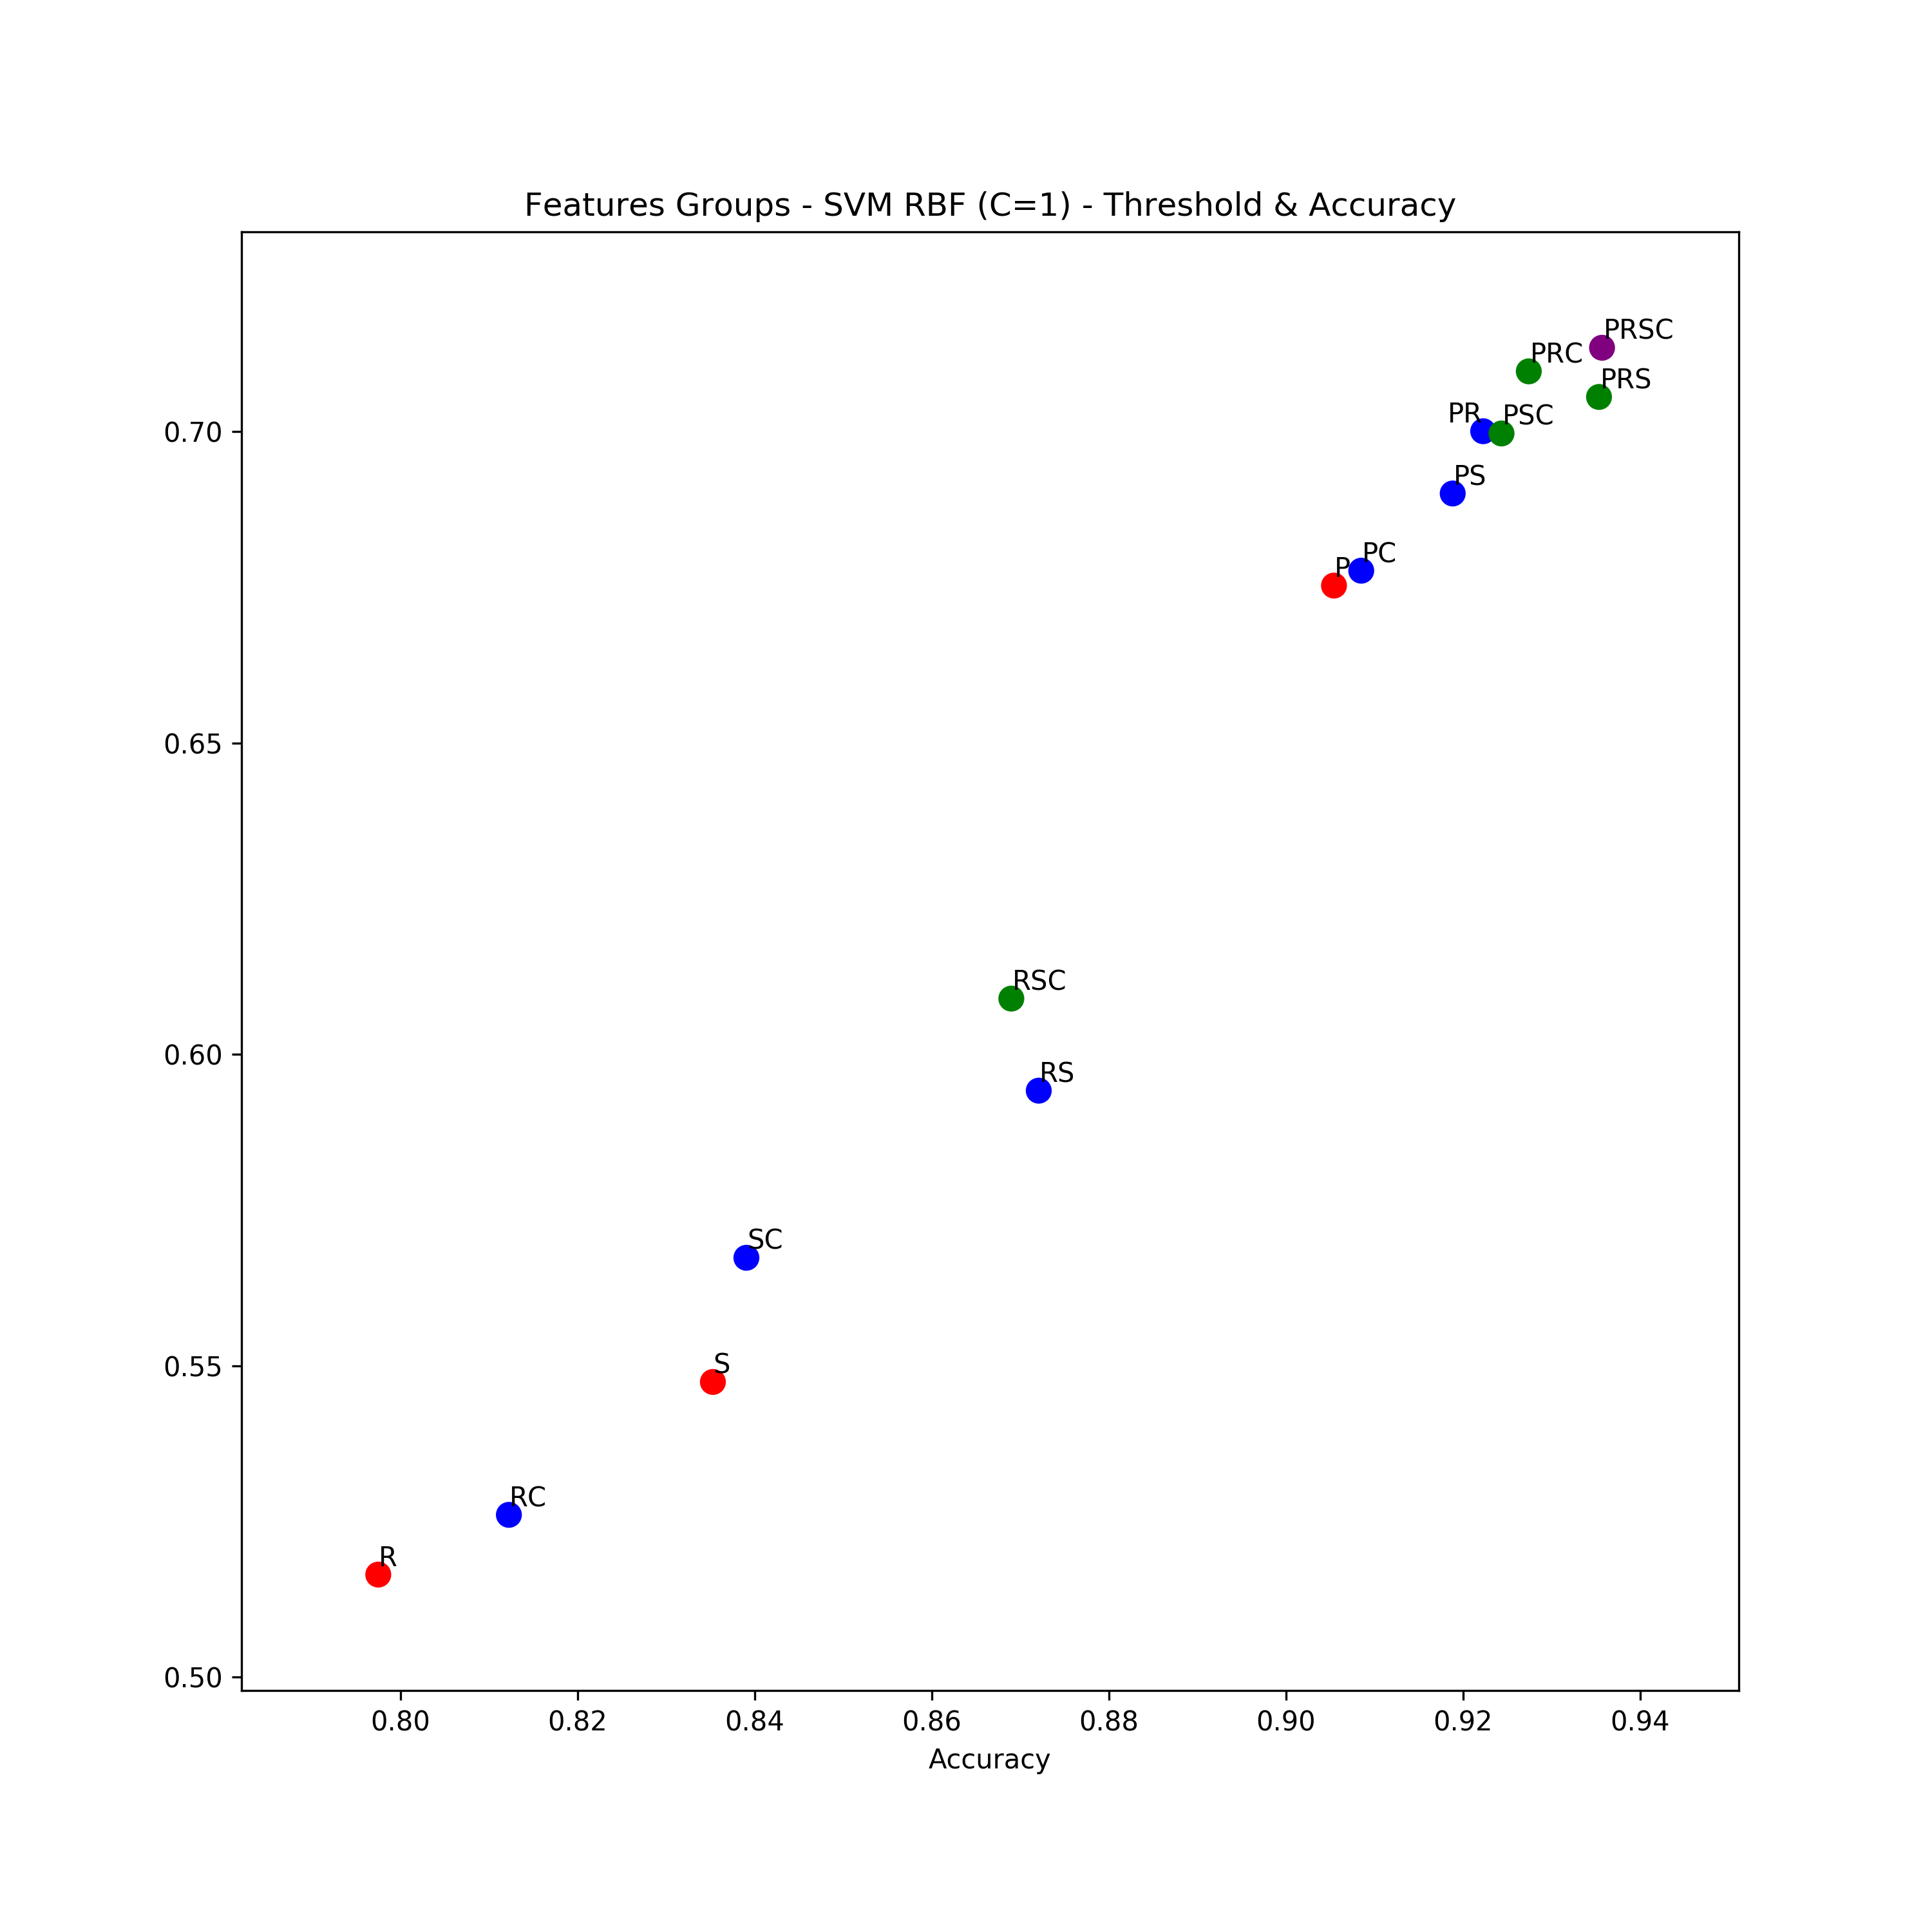 Features Groups - SVM RBF (C=1) - Threshold & Accuracy
PRSC
PRC
PRS
PR
PSC
0.70
PS
PC
P
0.65
RSC
0.60
RS
SC
0.55
S
RC
R
0.50
0.80 0.82 0.84 0.86 0.88 0.90 0.92 0.94
Accuracy